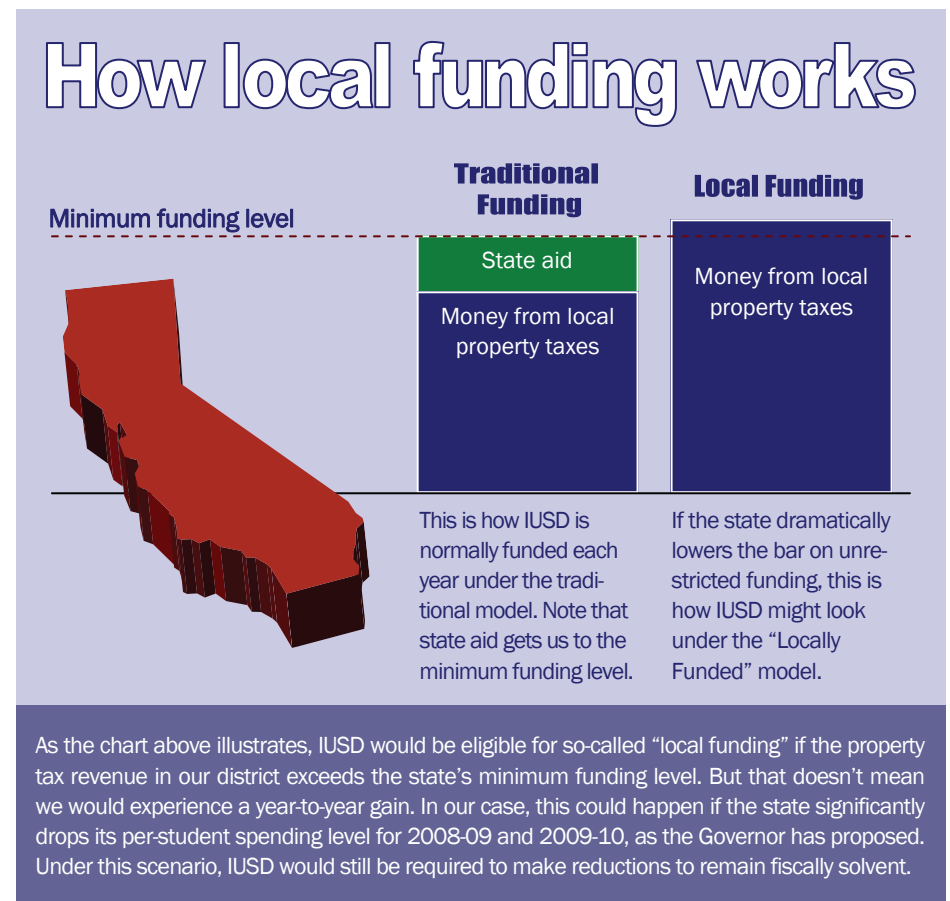 How local funding works
Traditional
Funding
Local Funding
Minimum funding level
State aid
Money from local
property taxes
Money from local
property taxes
This is how IUSD is
normally funded each
year under the tradi-
tional model. Note that
state aid gets us to the
minimum funding level.
If the state dramatically
lowers the bar on unre-
stricted funding, this is
how IUSD might look
under the “Locally
Funded” model.
As the chart above illustrates, IUSD would be eligible for so-called “local funding” if the property
tax revenue in our district exceeds the state’s minimum funding level. But that doesn’t mean
we would experience a year-to-year gain. In our case, this could happen if the state significantly
drops its per-student spending level for 2008-09 and 2009-10, as the Governor has proposed.
Under this scenario, IUSD would still be required to make reductions to remain fiscally solvent.